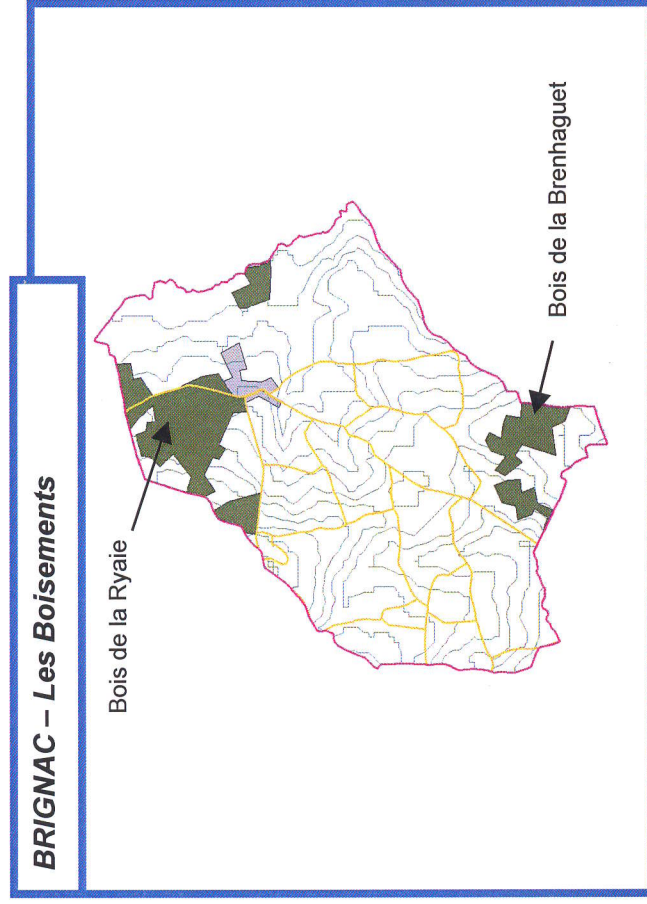 BRIGNAC – Les Boisements
Bois de la Ryaie
Bois de la Brenhaguet